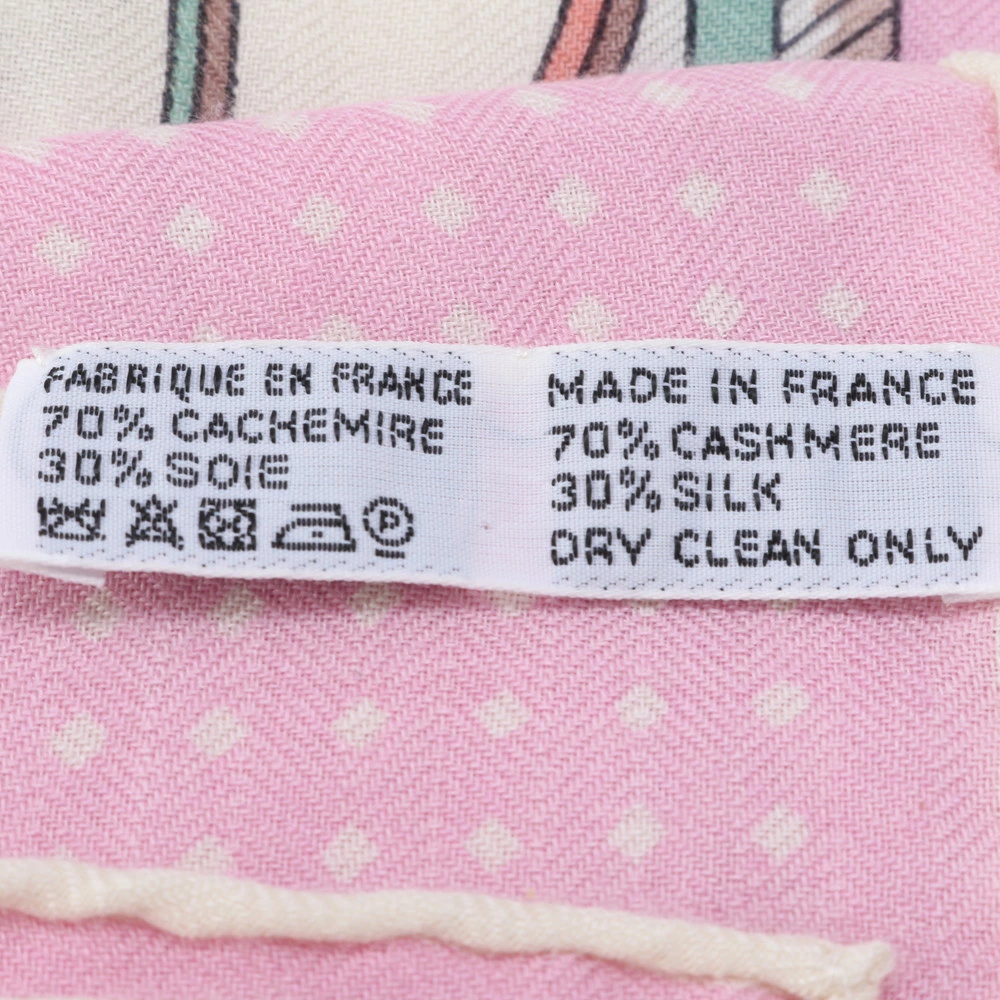 FABRIQUE EN FRANCE
70% CACHEMIRE
30% SOIE
P
MADE IN FRANCE
70% CASHMERE
30% SILK
DRY CLEAN ONLY